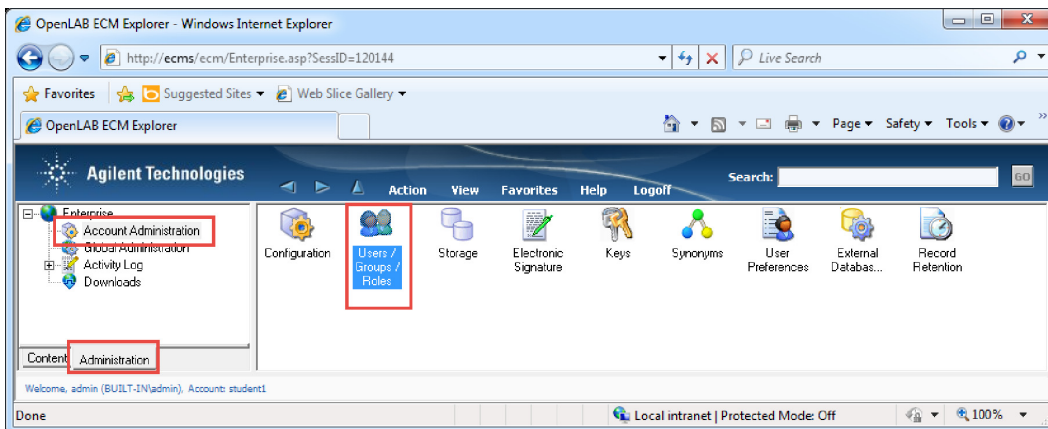 OpenLAB ECM Explorer - Windows Internet Explorer
http://ecms/ecm/Enterprise.asp?SessID=120144
Live Search
Favorites Suggested Sites Web Slice Gallery
OpenLAB ECM Explorer
Page Safety Tools
Agilent Technologies
Action View Favorites Help Logoff
Search: GO
Enterprise
Account Administration
Global Administration
Activity Log
Downloads
Configuration
Users / Groups / Roles
Storage
Electronic Signature
Keys
Synonyms
User Preferences
External Databas...
Record Retention
Content Administration
Welcome, admin (BUILT-IN\admin), Account: student1
Done
Local intranet | Protected Mode: Off
100%